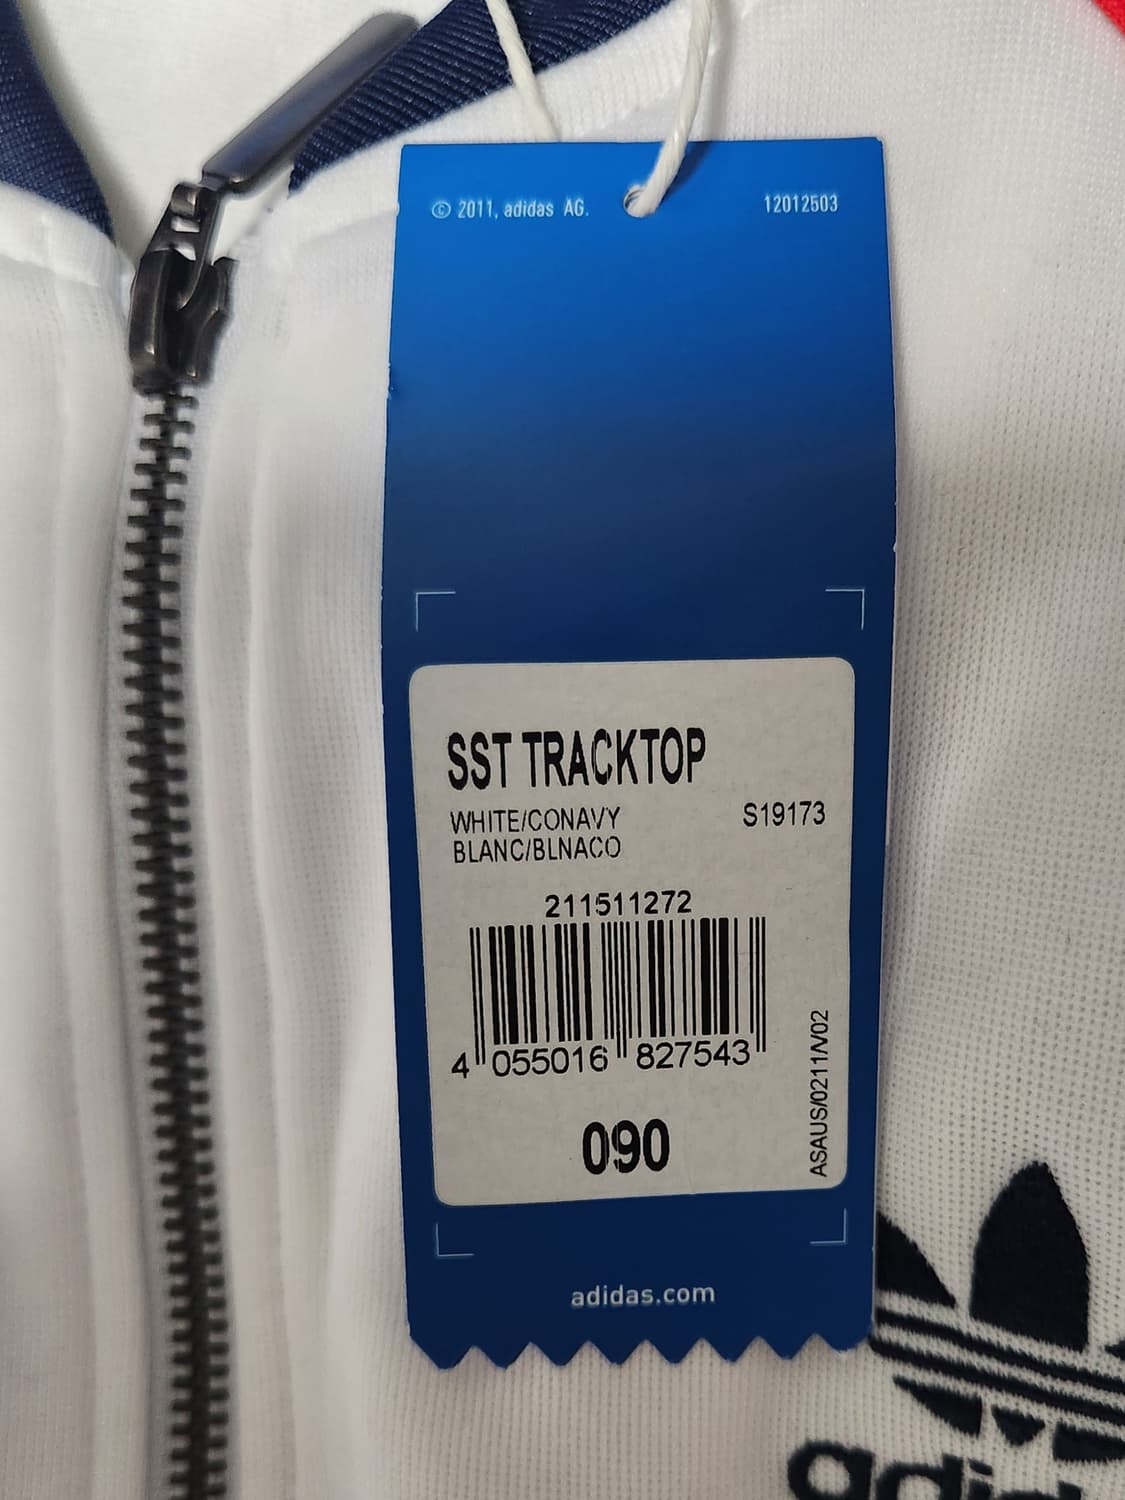 © 2011, adidas AG.
12012503
SST TRACKTOP
WHITE/CONAVY S19173
BLANC/BLNACO
211511272
4 055016 827543
090
ASAUS/0211/V02
adidas.com